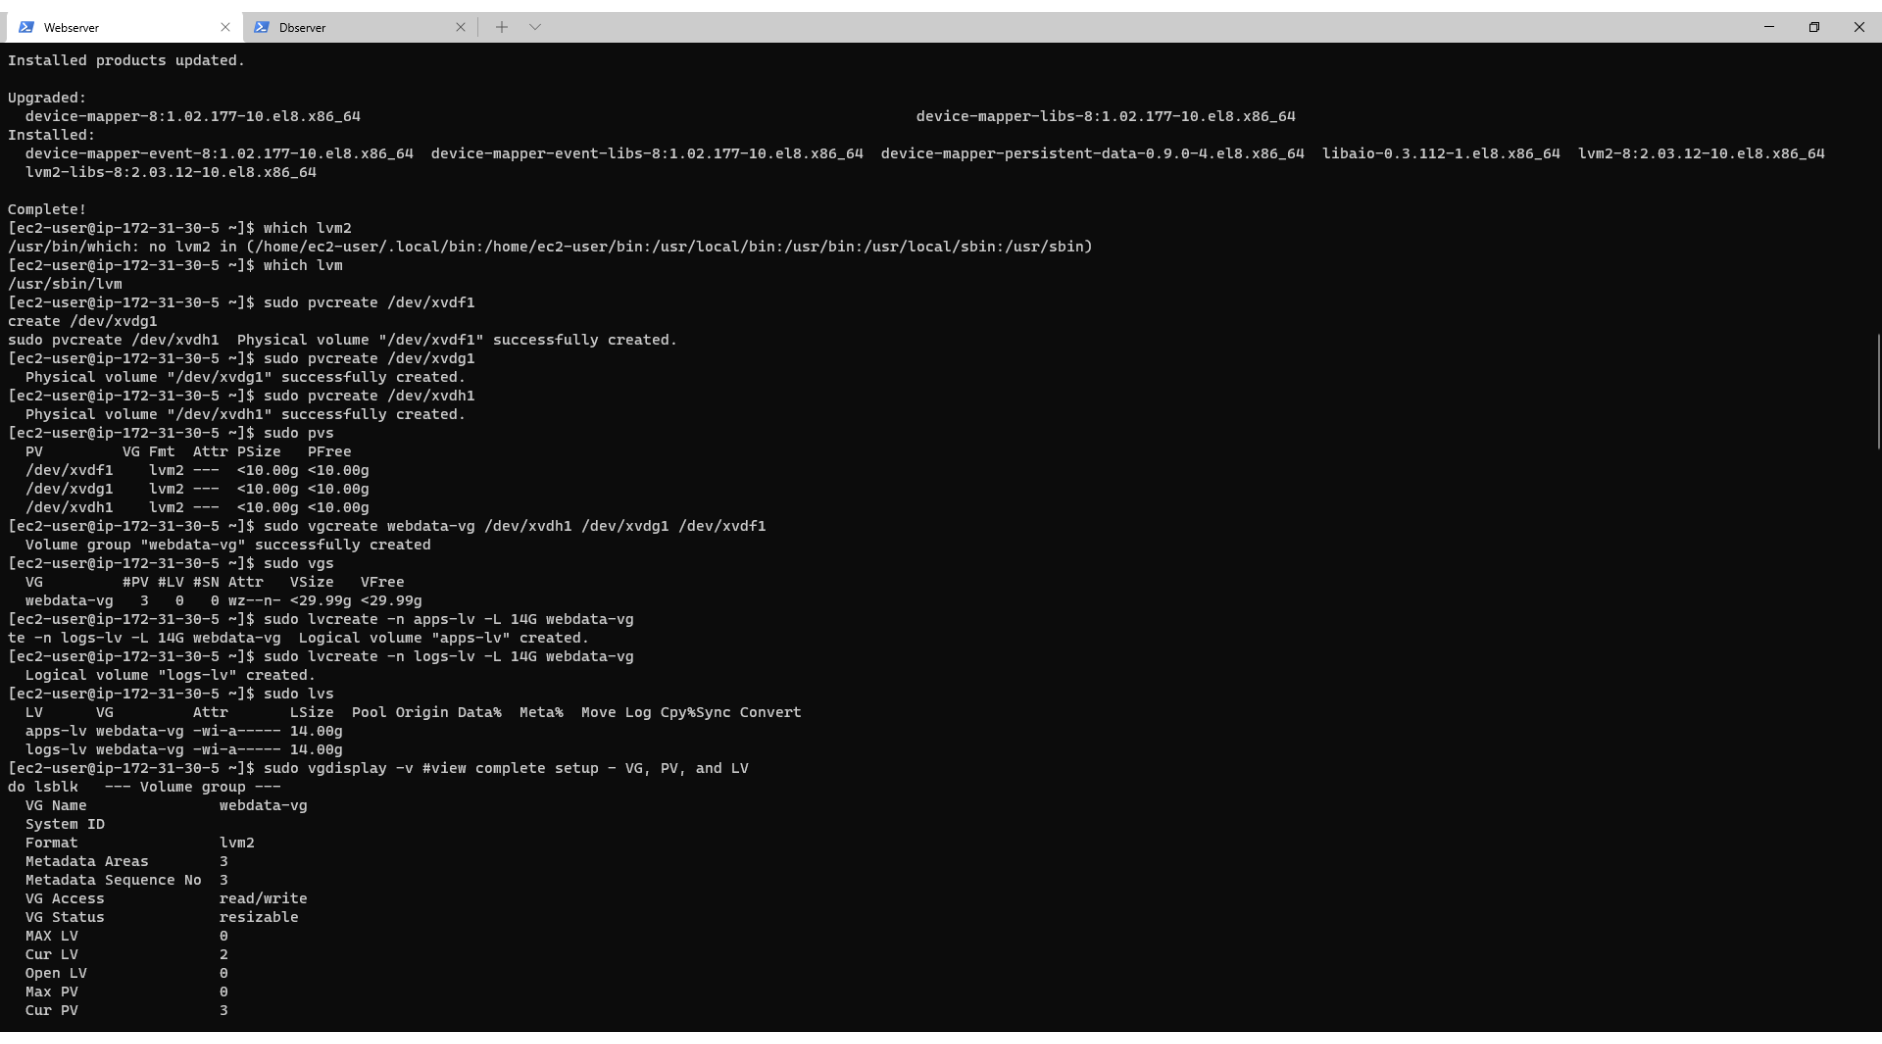 Webserver
Dbserver
Installed products updated.
Upgraded:
device-mapper-8:1.02.177-10.el8.x86_64 device-mapper-libs-8:1.02.177-10.el8.x86_64
Installed:
device-mapper-event-8:1.02.177-10.el8.x86_64 device-mapper-event-libs-8:1.02.177-10.el8.x86_64 device-mapper-persistent-data-0.9.0-4.el8.x86_64 libaio-0.3.112-1.el8.x86_64 lvm2-8:2.03.12-10.el8.x86_64
lvm2-libs-8:2.03.12-10.el8.x86_64
Complete!
[ec2-user@ip-172-31-30-5 ~]$ which lvm2
/usr/bin/which: no lvm2 in (/home/ec2-user/.local/bin:/home/ec2-user/bin:/usr/local/bin:/usr/bin:/usr/local/sbin:/usr/sbin)
[ec2-user@ip-172-31-30-5 ~]$ which lvm
/usr/sbin/lvm
[ec2-user@ip-172-31-30-5 ~]$ sudo pvcreate /dev/xvdf1
create /dev/xvdg1
sudo pvcreate /dev/xvdh1  Physical volume "/dev/xvdf1" successfully created.
[ec2-user@ip-172-31-30-5 ~]$ sudo pvcreate /dev/xvdg1
Physical volume "/dev/xvdg1" successfully created.
[ec2-user@ip-172-31-30-5 ~]$ sudo pvcreate /dev/xvdh1
Physical volume "/dev/xvdh1" successfully created.
[ec2-user@ip-172-31-30-5 ~]$ sudo pvs
PV VG Fmt Attr PSize PFree
/dev/xvdf1 lvm2 --- <10.00g <10.00g
/dev/xvdg1 lvm2 --- <10.00g <10.00g
/dev/xvdh1 lvm2 --- <10.00g <10.00g
[ec2-user@ip-172-31-30-5 ~]$ sudo vgcreate webdata-vg /dev/xvdh1 /dev/xvdg1 /dev/xvdf1
Volume group "webdata-vg" successfully created
[ec2-user@ip-172-31-30-5 ~]$ sudo vgs
VG #PV #LV #SN Attr VSize VFree
webdata-vg 3 0 0 wz--n- <29.99g <29.99g
[ec2-user@ip-172-31-30-5 ~]$ sudo lvcreate -n apps-lv -L 14G webdata-vg
te -n logs-lv -L 14G webdata-vg  Logical volume "apps-lv" created.
[ec2-user@ip-172-31-30-5 ~]$ sudo lvcreate -n logs-lv -L 14G webdata-vg
Logical volume "logs-lv" created.
[ec2-user@ip-172-31-30-5 ~]$ sudo lvs
LV VG Attr LSize Pool Origin Data% Meta% Move Log Cpy%Sync Convert
apps-lv webdata-vg -wi-a----- 14.00g
logs-lv webdata-vg -wi-a----- 14.00g
[ec2-user@ip-172-31-30-5 ~]$ sudo vgdisplay -v #view complete setup - VG, PV, and LV
do lsblk   --- Volume group ---
VG Name webdata-vg
System ID
Format lvm2
Metadata Areas 3
Metadata Sequence No 3
VG Access read/write
VG Status resizable
MAX LV 0
Cur LV 2
Open LV 0
Max PV 0
Cur PV 3